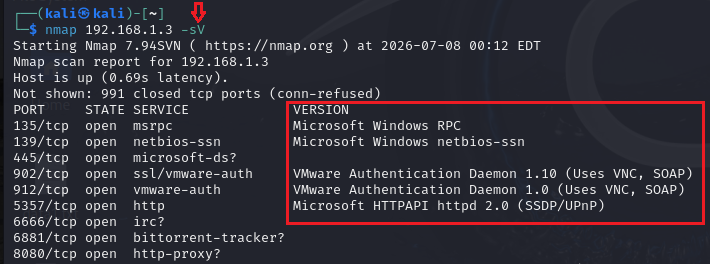 ┌──(kali㉿kali)-[~]
└─$ nmap 192.168.1.3 -sV
Starting Nmap 7.94SVN ( https://nmap.org ) at 2026-07-08 00:12 EDT
Nmap scan report for 192.168.1.3
Host is up (0.69s latency).
Not shown: 991 closed tcp ports (conn-refused)
PORT     STATE SERVICE             VERSION
135/tcp  open  msrpc               Microsoft Windows RPC
139/tcp  open  netbios-ssn         Microsoft Windows netbios-ssn
445/tcp  open  microsoft-ds?
902/tcp  open  ssl/vmware-auth     VMware Authentication Daemon 1.10 (Uses VNC, SOAP)
912/tcp  open  vmware-auth         VMware Authentication Daemon 1.0 (Uses VNC, SOAP)
5357/tcp open  http                Microsoft HTTPAPI httpd 2.0 (SSDP/UPnP)
6666/tcp open  irc?
6881/tcp open  bittorrent-tracker?
8080/tcp open  http-proxy?